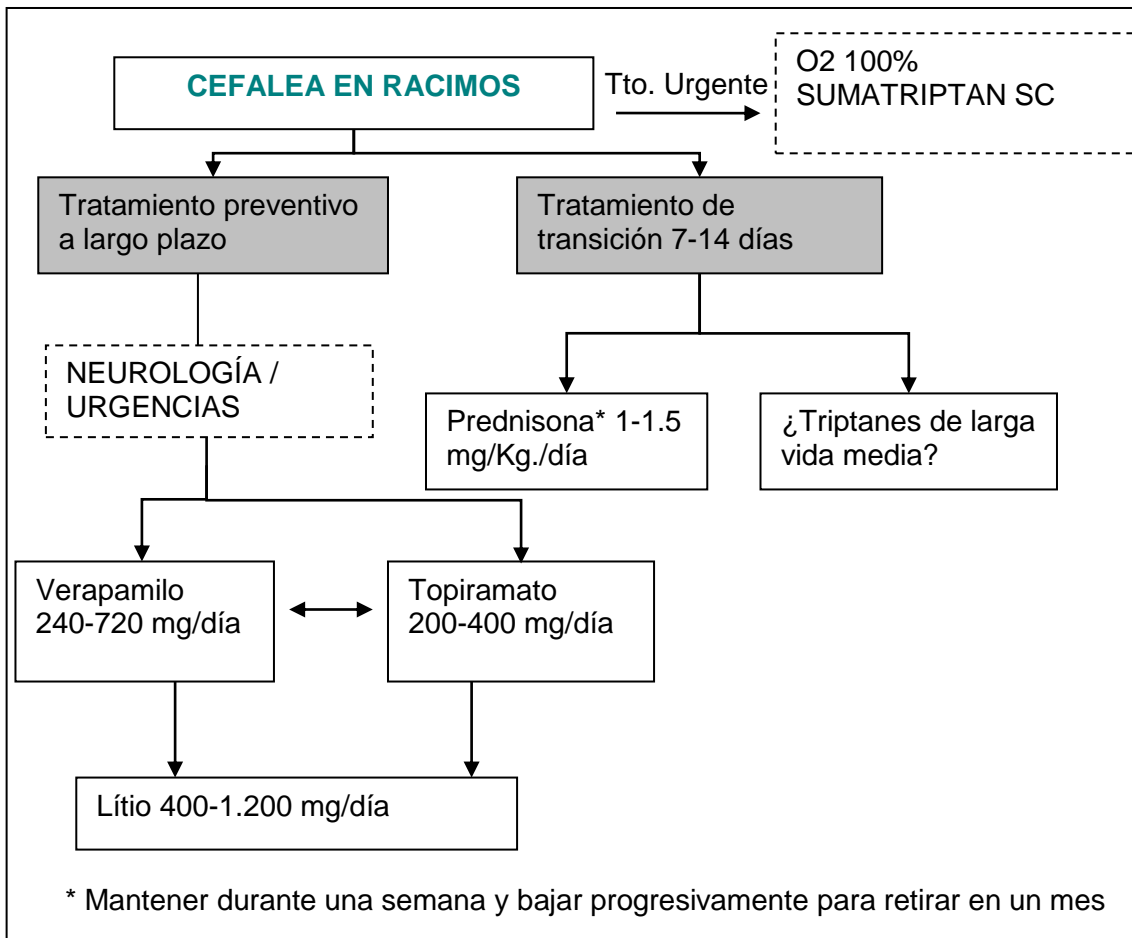 CEFALEA EN RACIMOS
Tto. Urgente
O2 100%
SUMATRIPTAN SC
Tratamiento preventivo
a largo plazo
Tratamiento de
transición 7-14 días
NEUROLOGÍA /
URGENCIAS
Prednisona* 1-1.5
mg/Kg./día
¿Triptanes de larga
vida media?
Verapamilo
240-720 mg/día
Topiramato
200-400 mg/día
Lítio 400-1.200 mg/día
* Mantener durante una semana y bajar progresivamente para retirar en un mes